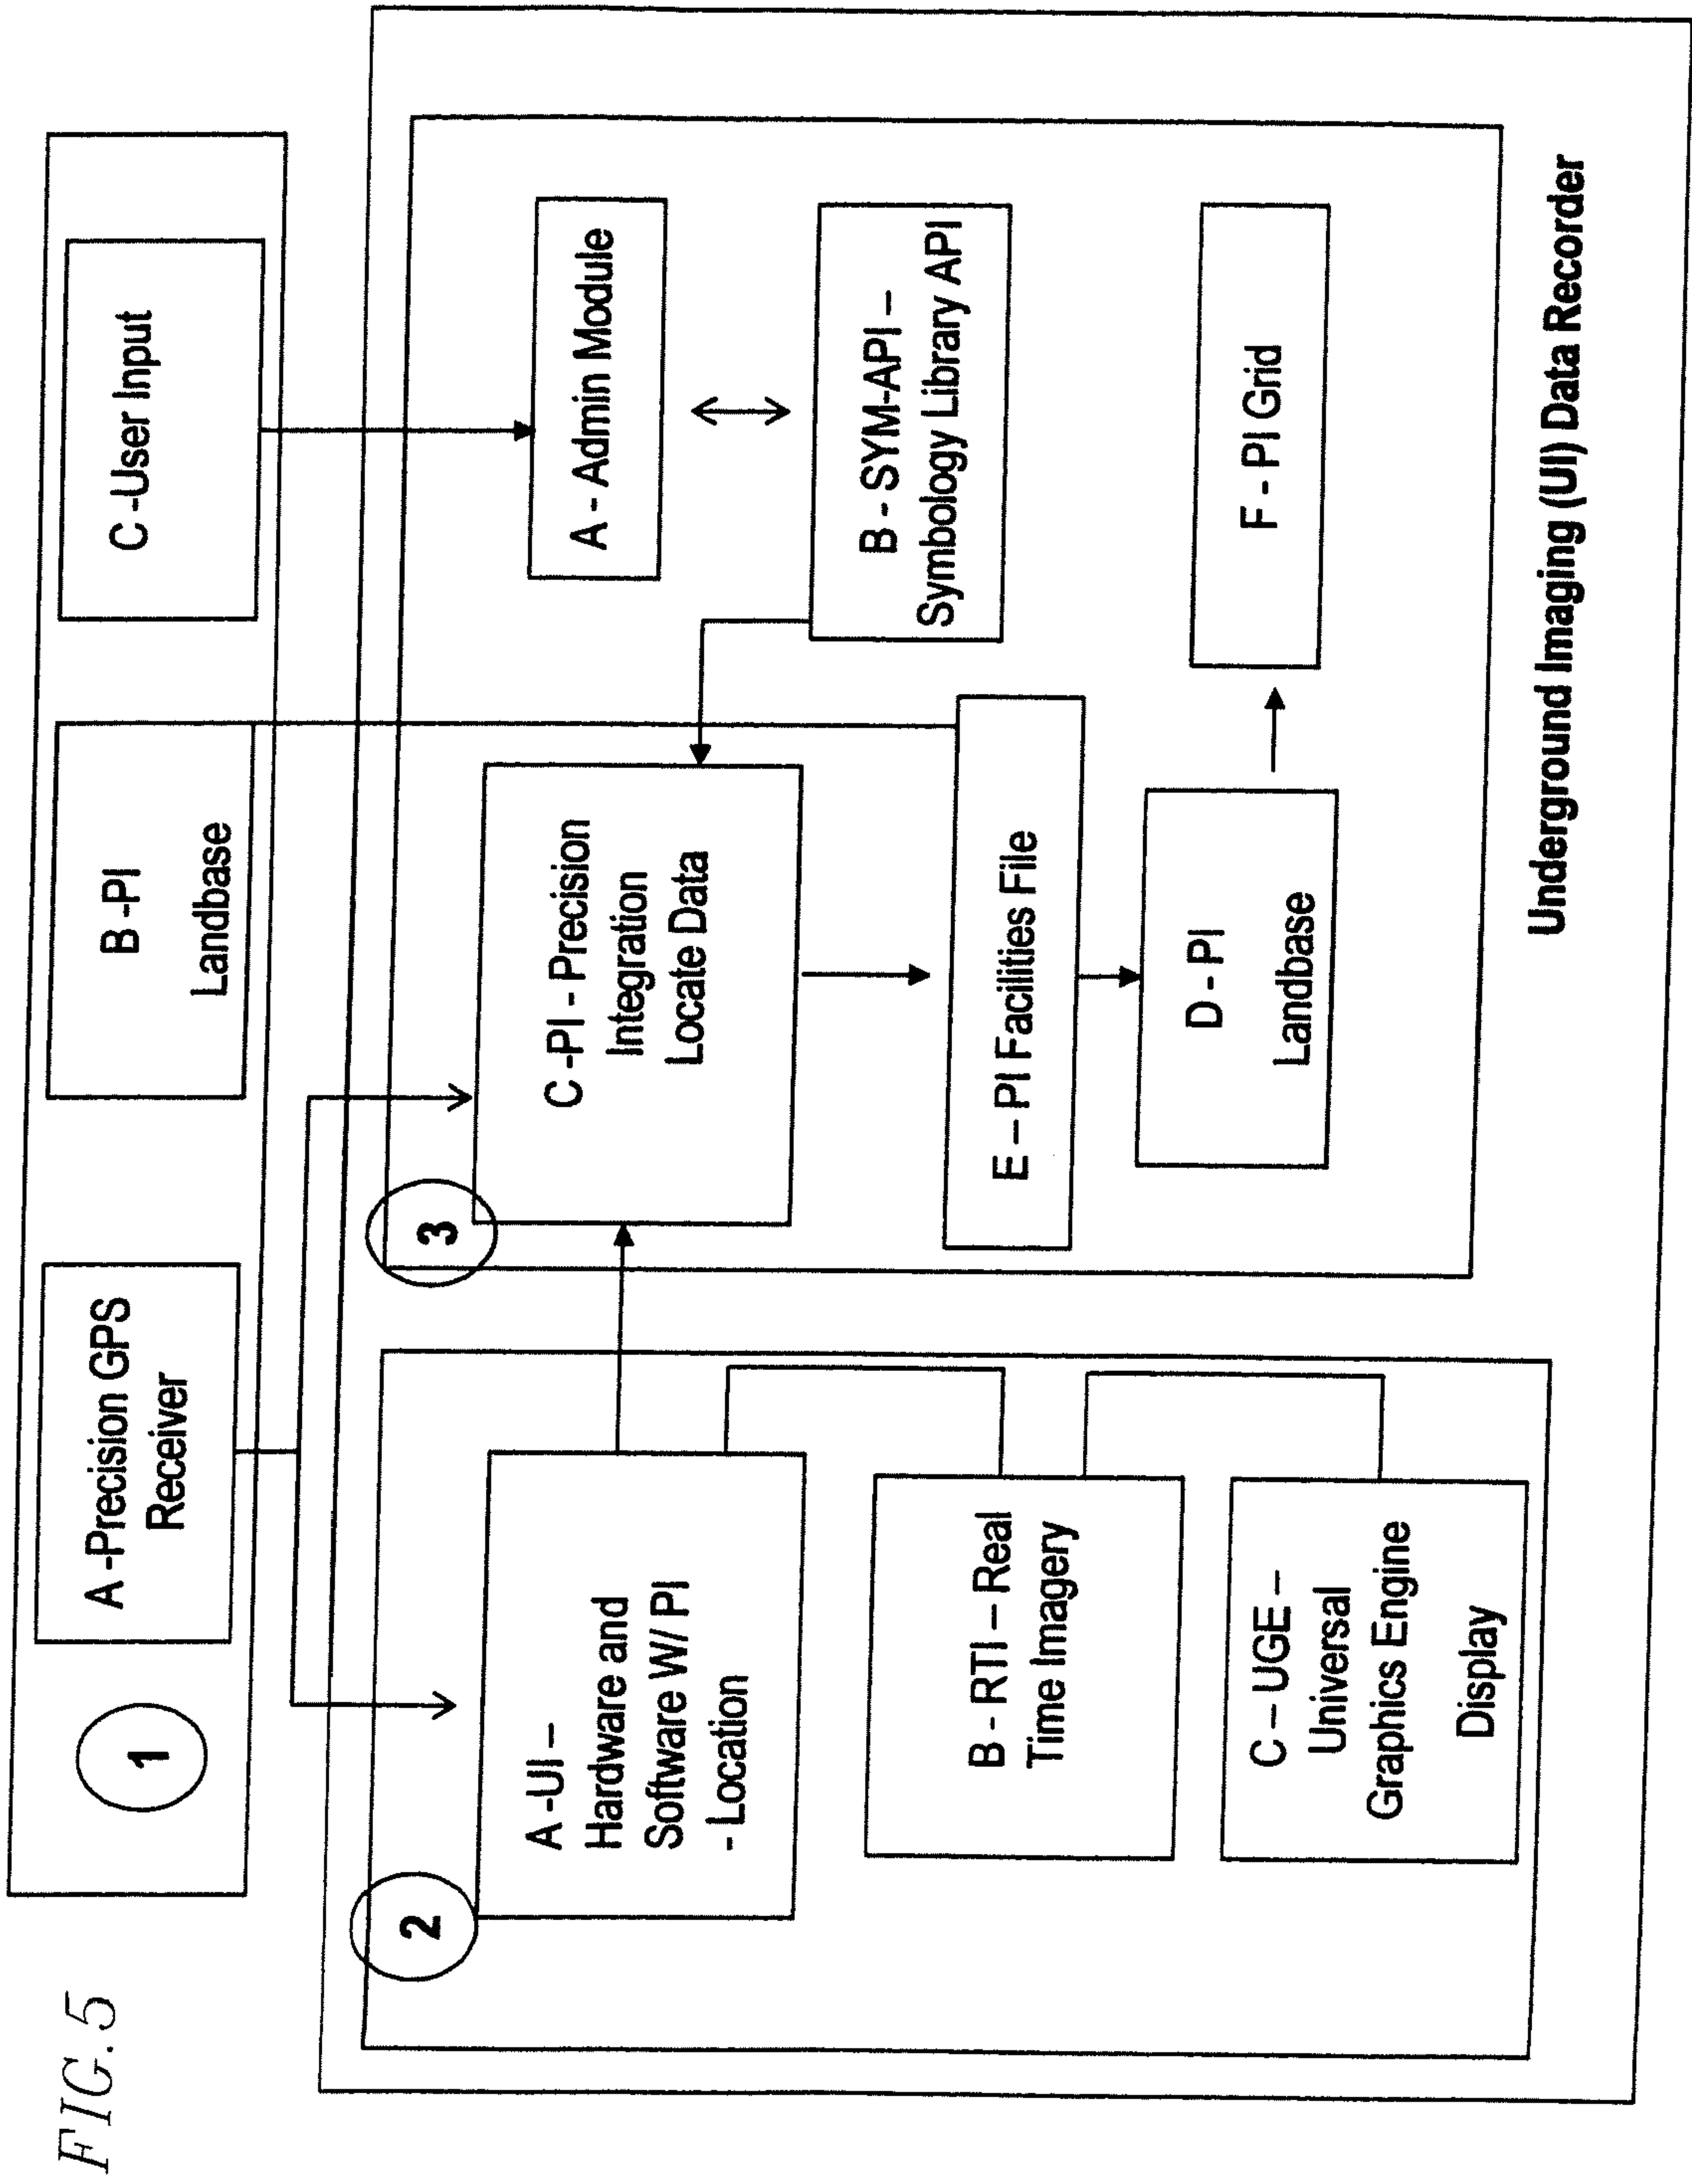 FIG. 5
1
A -Precision GPS
Receiver
B -PI
Landbase
C -User Input
2
A -UI –
Hardware and
Software W/ PI
- Location
B - RTI – Real
Time Imagery
C – UGE –
Universal
Graphics Engine
Display
3
C -PI - Precision
Integration
Locate Data
A - Admin Module
B - SYM-API –
Symbology Library API
E – PI Facilities File
D - PI
Landbase
F - PI Grid
Underground Imaging (UI) Data Recorder